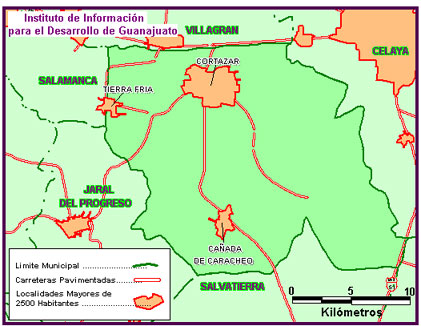 Instituto de Información
para el Desarrollo de Guanajuato
VILLAGRAN
CELAYA
CORTAZAR
SALAMANCA
TIERRA FRIA
JARAL
DEL PROGRESO
CAÑADA
DE CARACHEO
SALVATIERRA
Limite Municipal
Carreteras Pavimentadas
Localidades Mayores de
2500 Habitantes
0 5 10
Kilómetros